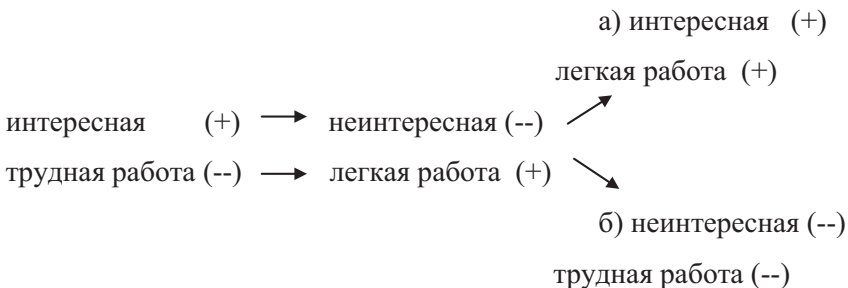 а) интересная (+)
легкая работа (+)
интересная (+) неинтересная (--)
трудная работа (--) легкая работа (+)
б) неинтересная (--)
трудная работа (--)